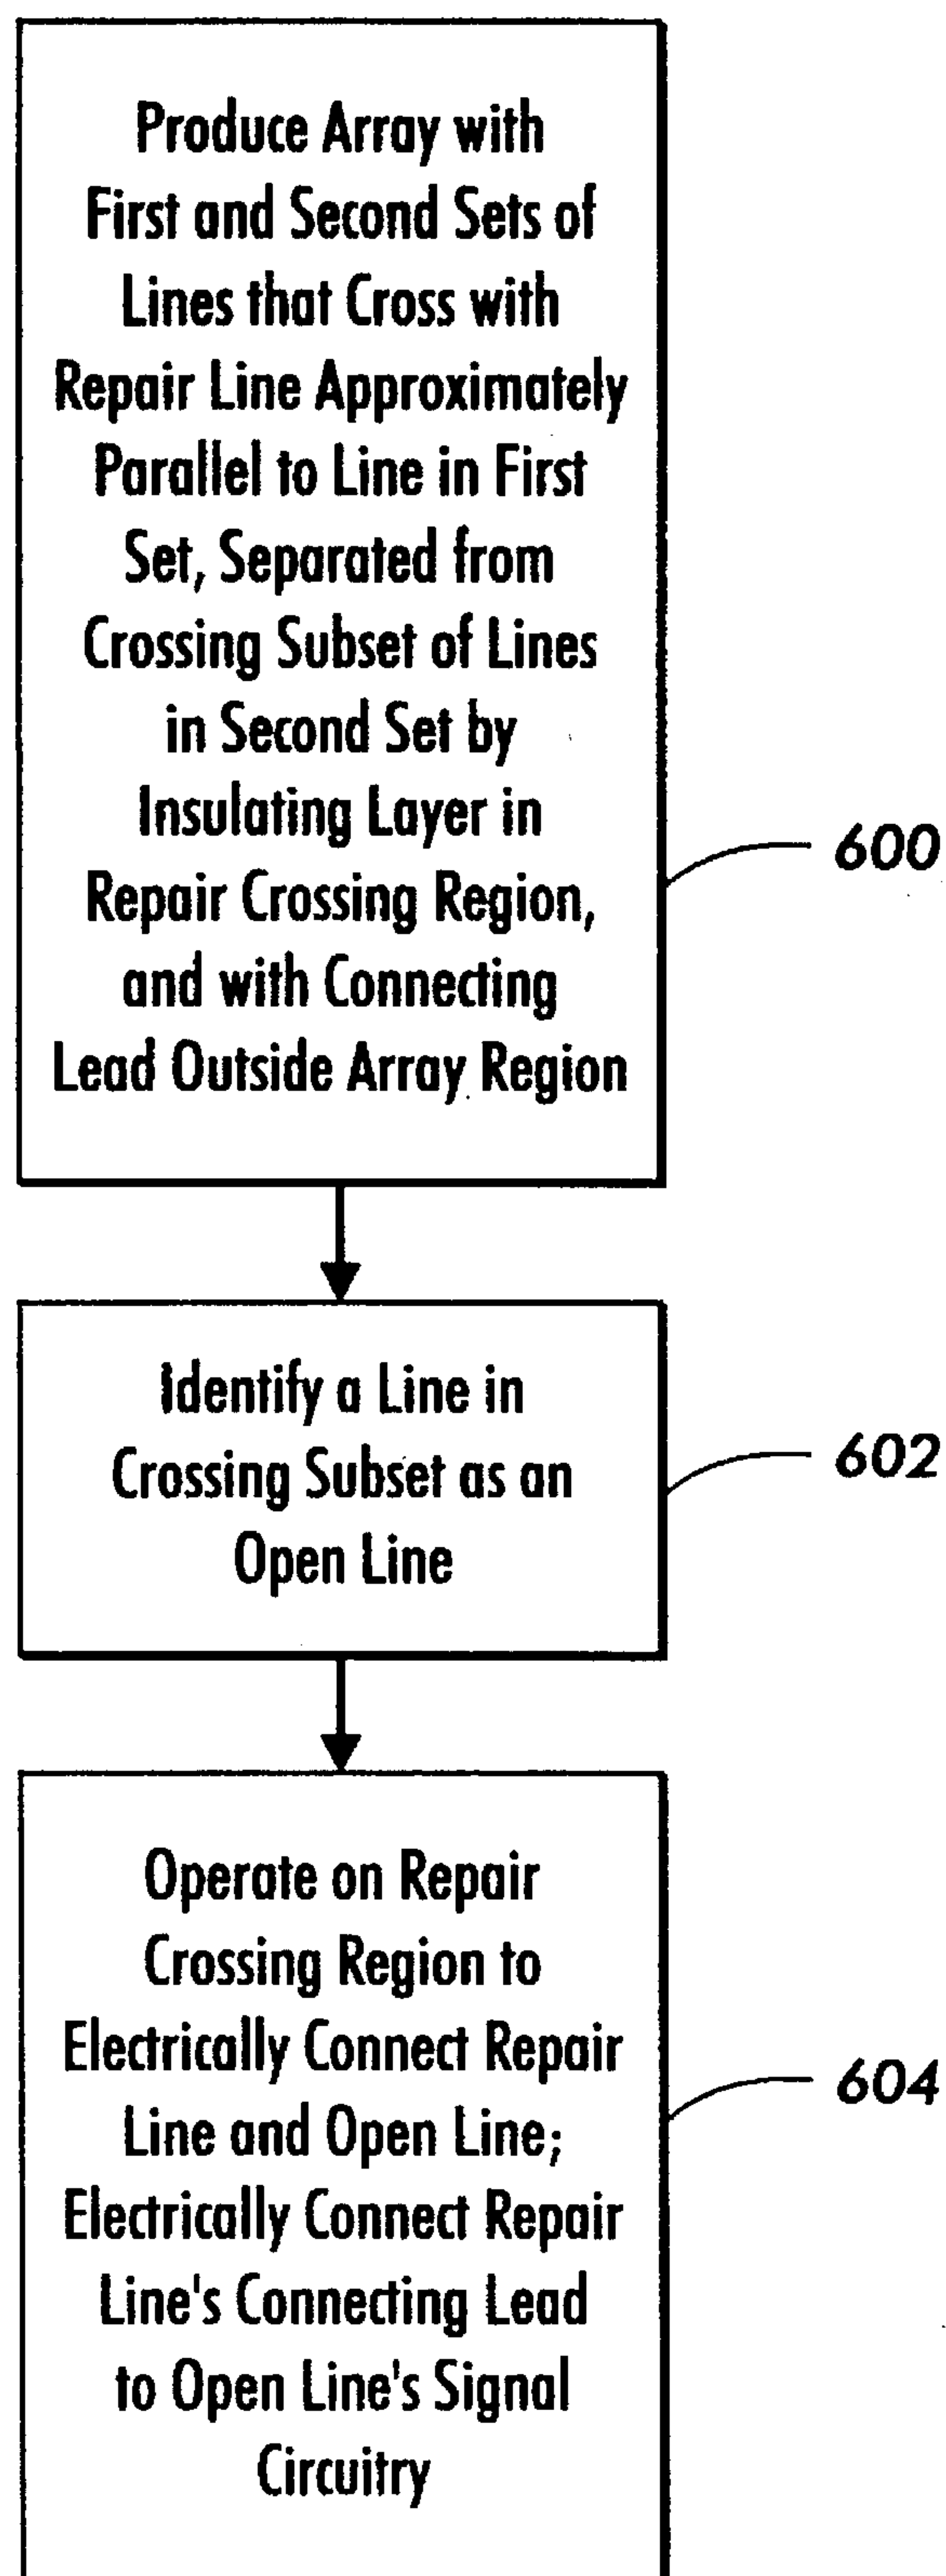 Produce Array with
First and Second Sets of
Lines that Cross with
Repair Line Approximately
Parallel to Line in First
Set, Separated from
Crossing Subset of Lines
in Second Set by
Insulating Layer in
Repair Crossing Region,
and with Connecting
Lead Outside Array Region
600
Identify a Line in
Crossing Subset as an
Open Line
602
Operate on Repair
Crossing Region to
Electrically Connect Repair
Line and Open Line;
Electrically Connect Repair
Line's Connecting Lead
to Open Line's Signal
Circuitry
604